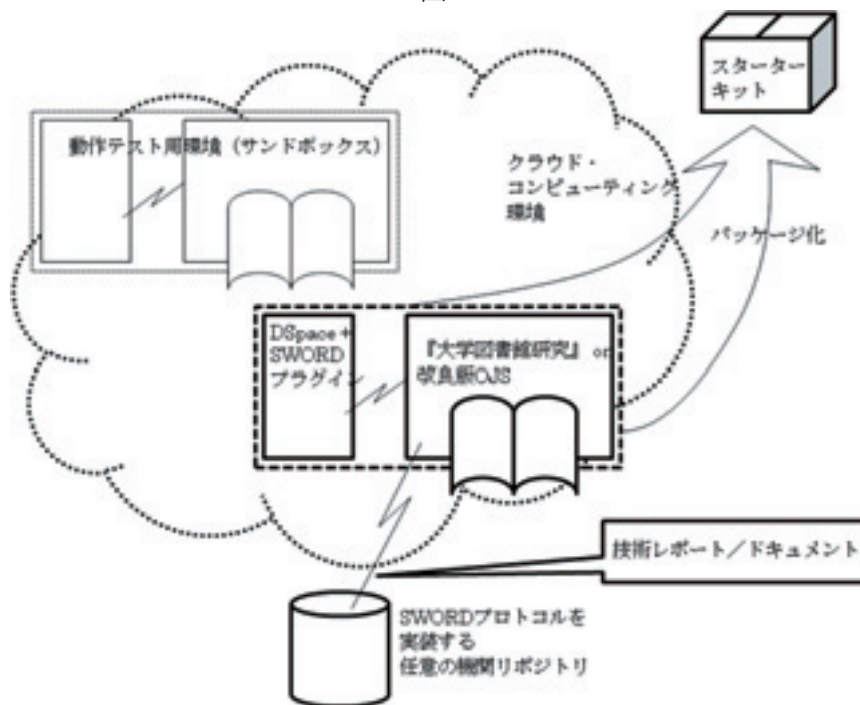 スターター
キット
動作テスト用環境（サンドボックス）
クラウド・
コンピューティング
環境
パッケージ化
DSpace＋
SWORD
プラグイン
『大学図書館研究』 or
改良版OJS
技術レポート／ドキュメント
SWORDプロトコルを
実装する
任意の機関リポジトリ